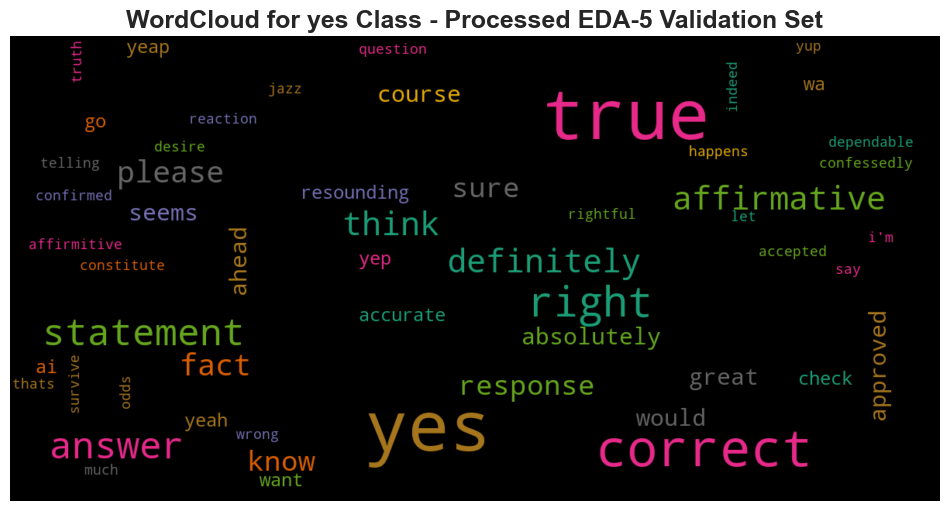 WordCloud for yes Class - Processed EDA-5 Validation Set
truth
yeap
question
yup
jazz
course
true
indeed
wa
go
reaction
desire
happens
dependable
telling
please
confessedly
confirmed
seems
resounding
sure
affirmative
rightful
let
think
affirmitive
constitute
ahead
yep
definitely
accepted
i'm
say
right
accurate
statement
absolutely
approved
fact
ai
thats
survive
odds
response
great
check
yeah
yes
would
wrong
answer
correct
know
much
want